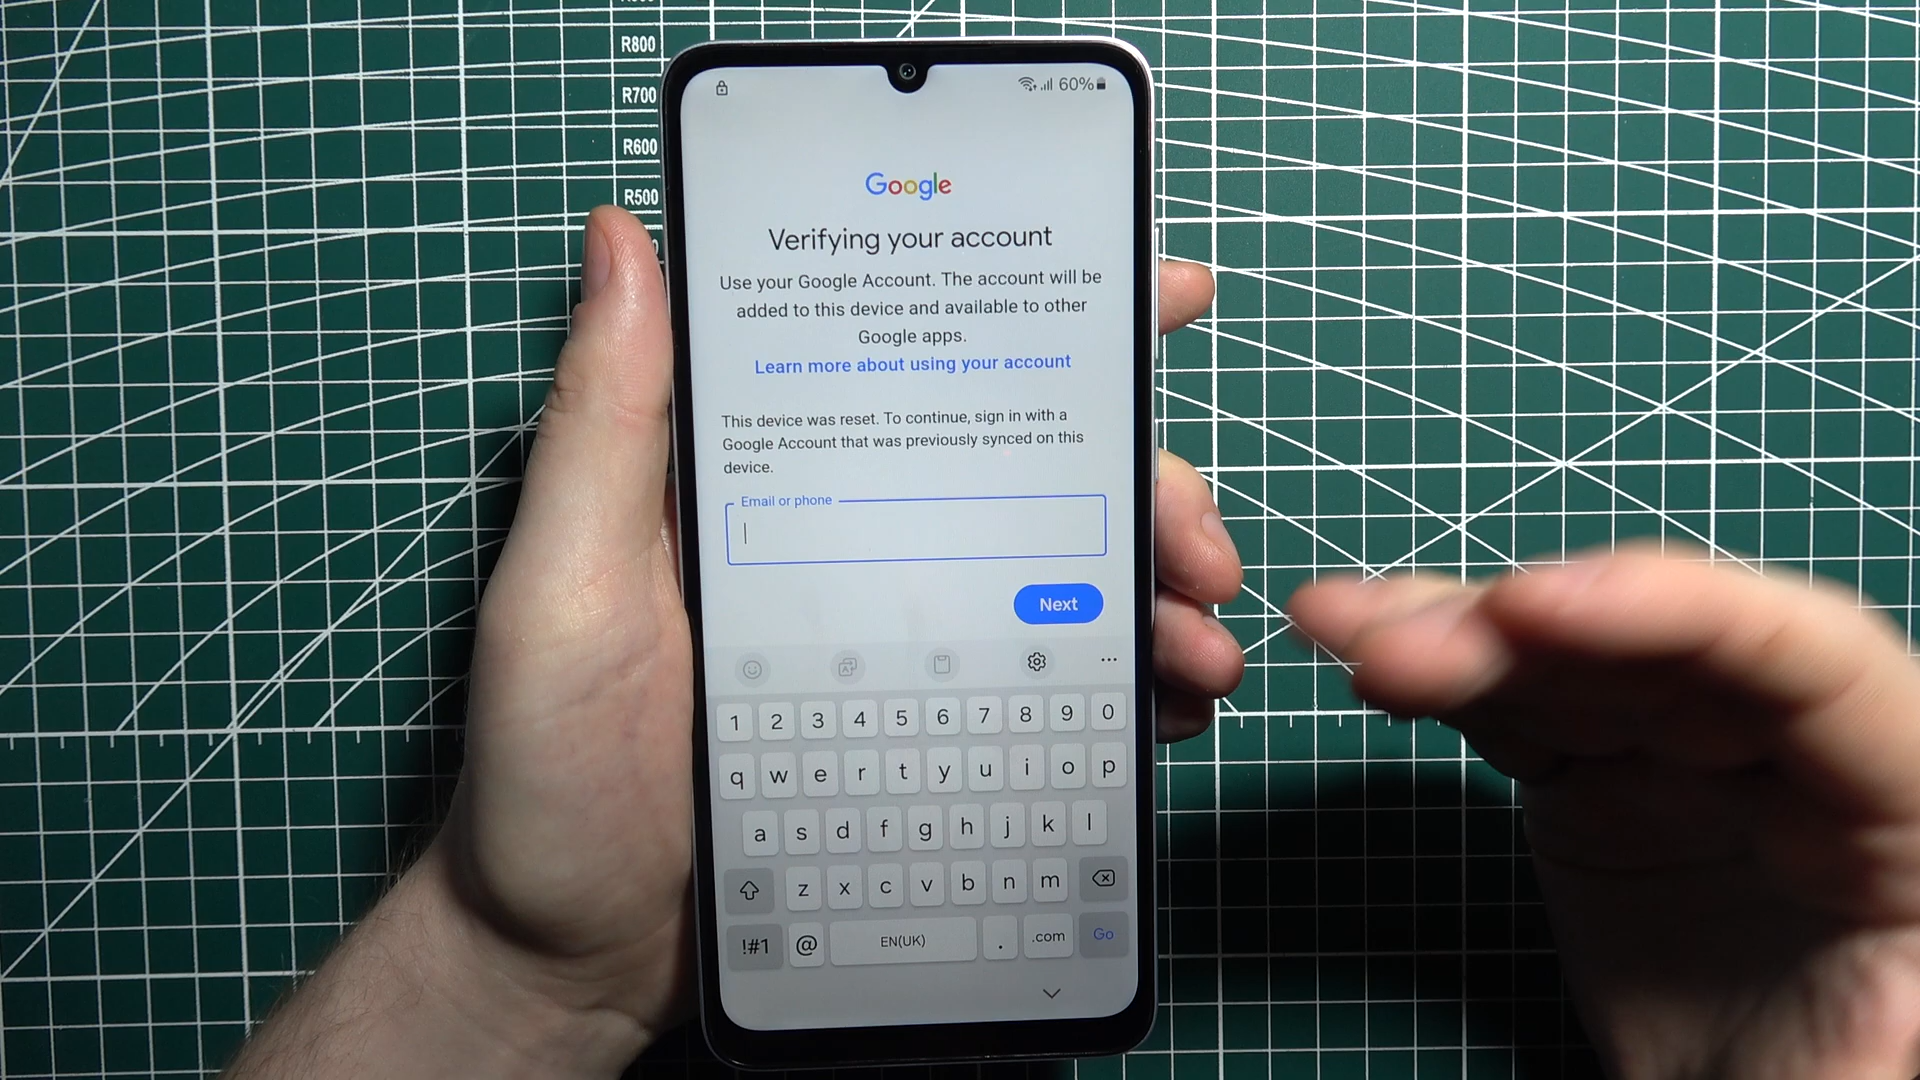 R800
R700
R600
R500
60%
Google
Verifying your account
Use your Google Account. The account will be
added to this device and available to other
Google apps.
Learn more about using your account
This device was reset. To continue, sign in with a
Google Account that was previously synced on this
device.
Email or phone
Next
1 2 3 4 5 6 7 8 9 0
q w e r t y u i o p
a s d f g h j k l
z x c v b n m
!#1 @ EN(UK) . .com Go